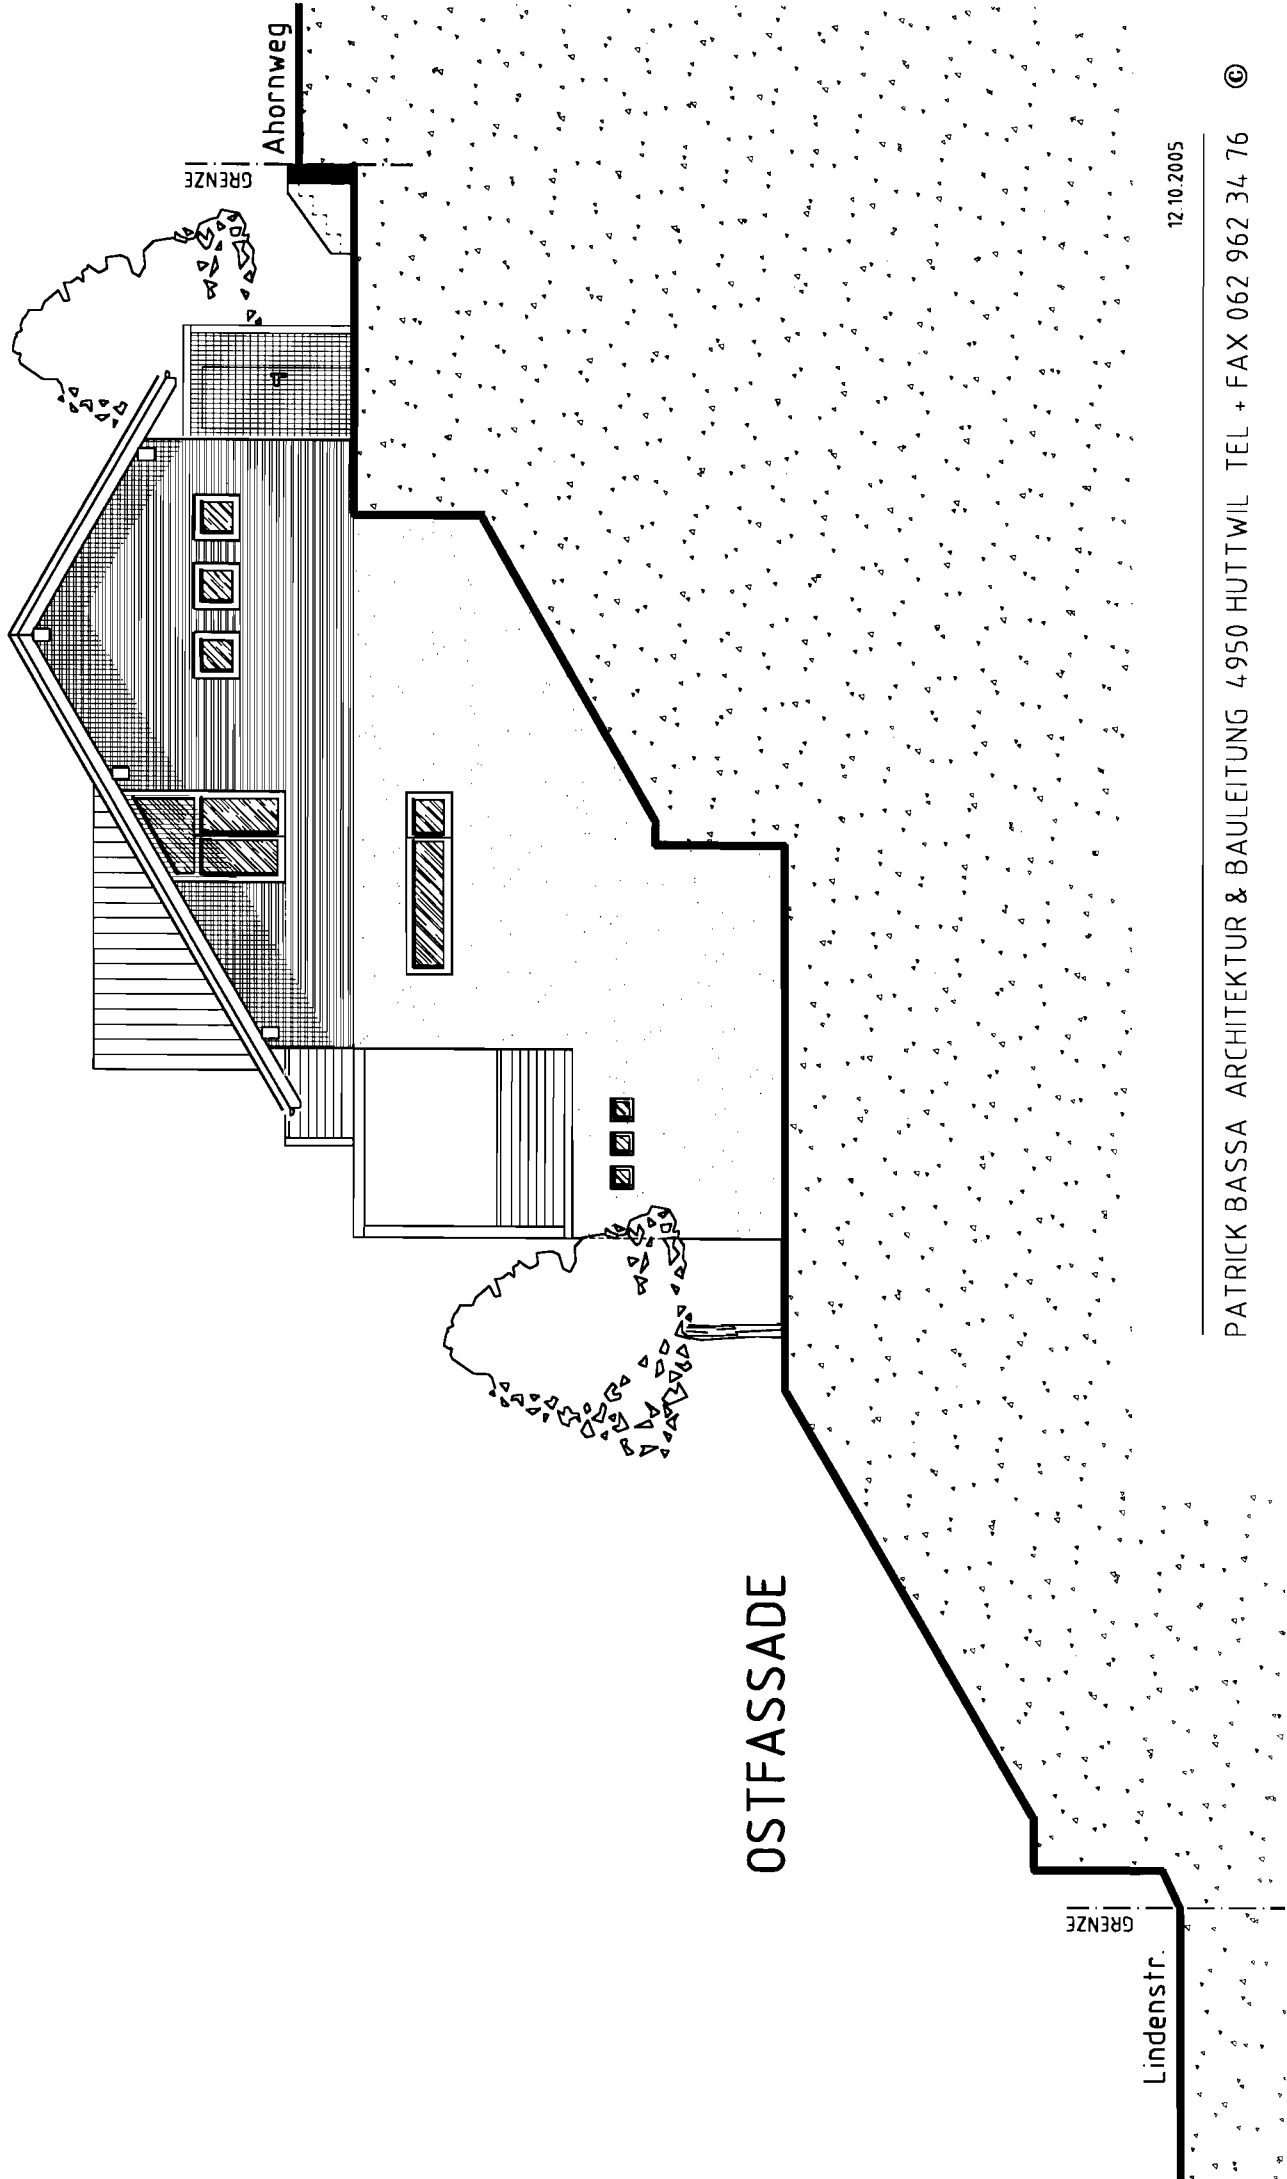 Ahornweg
GRENZE
OSTFASSADE
GRENZE
Lindenstr.
12.10.2005
PATRICK BASSA ARCHITEKTUR & BAULEITUNG 4950 HUTTWIL TEL + FAX 062 962 34 76 ©